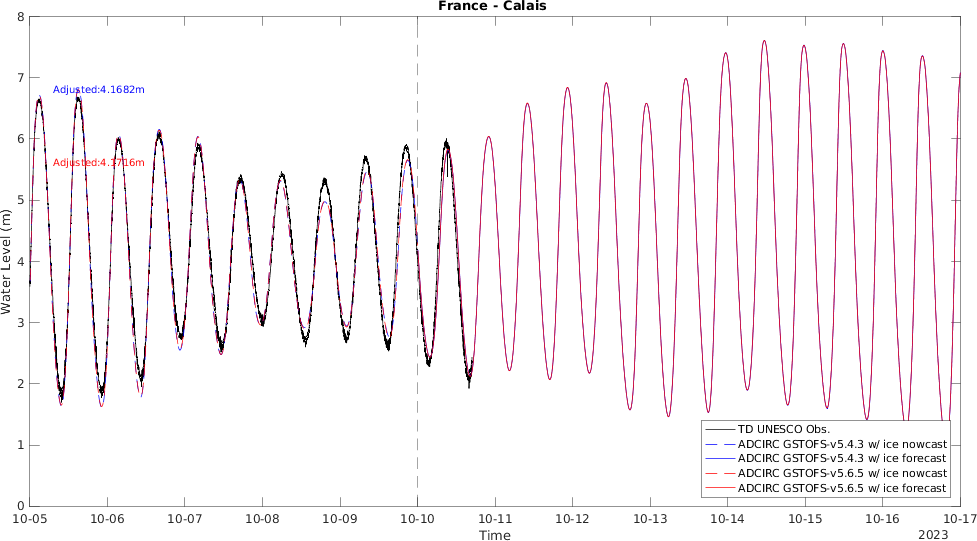 France - Calais
Water Level (m)
8
7
6
5
4
3
2
1
0
Adjusted:4.1682m
Adjusted:4.1716m
TD UNESCO Obs.
ADCIRC GSTOFS-v5.4.3 w/ ice nowcast
ADCIRC GSTOFS-v5.4.3 w/ ice forecast
ADCIRC GSTOFS-v5.6.5 w/ ice nowcast
ADCIRC GSTOFS-v5.6.5 w/ ice forecast
10-05 10-06 10-07 10-08 10-09 10-10 10-11 10-12 10-13 10-14 10-15 10-16 10-17
Time
2023